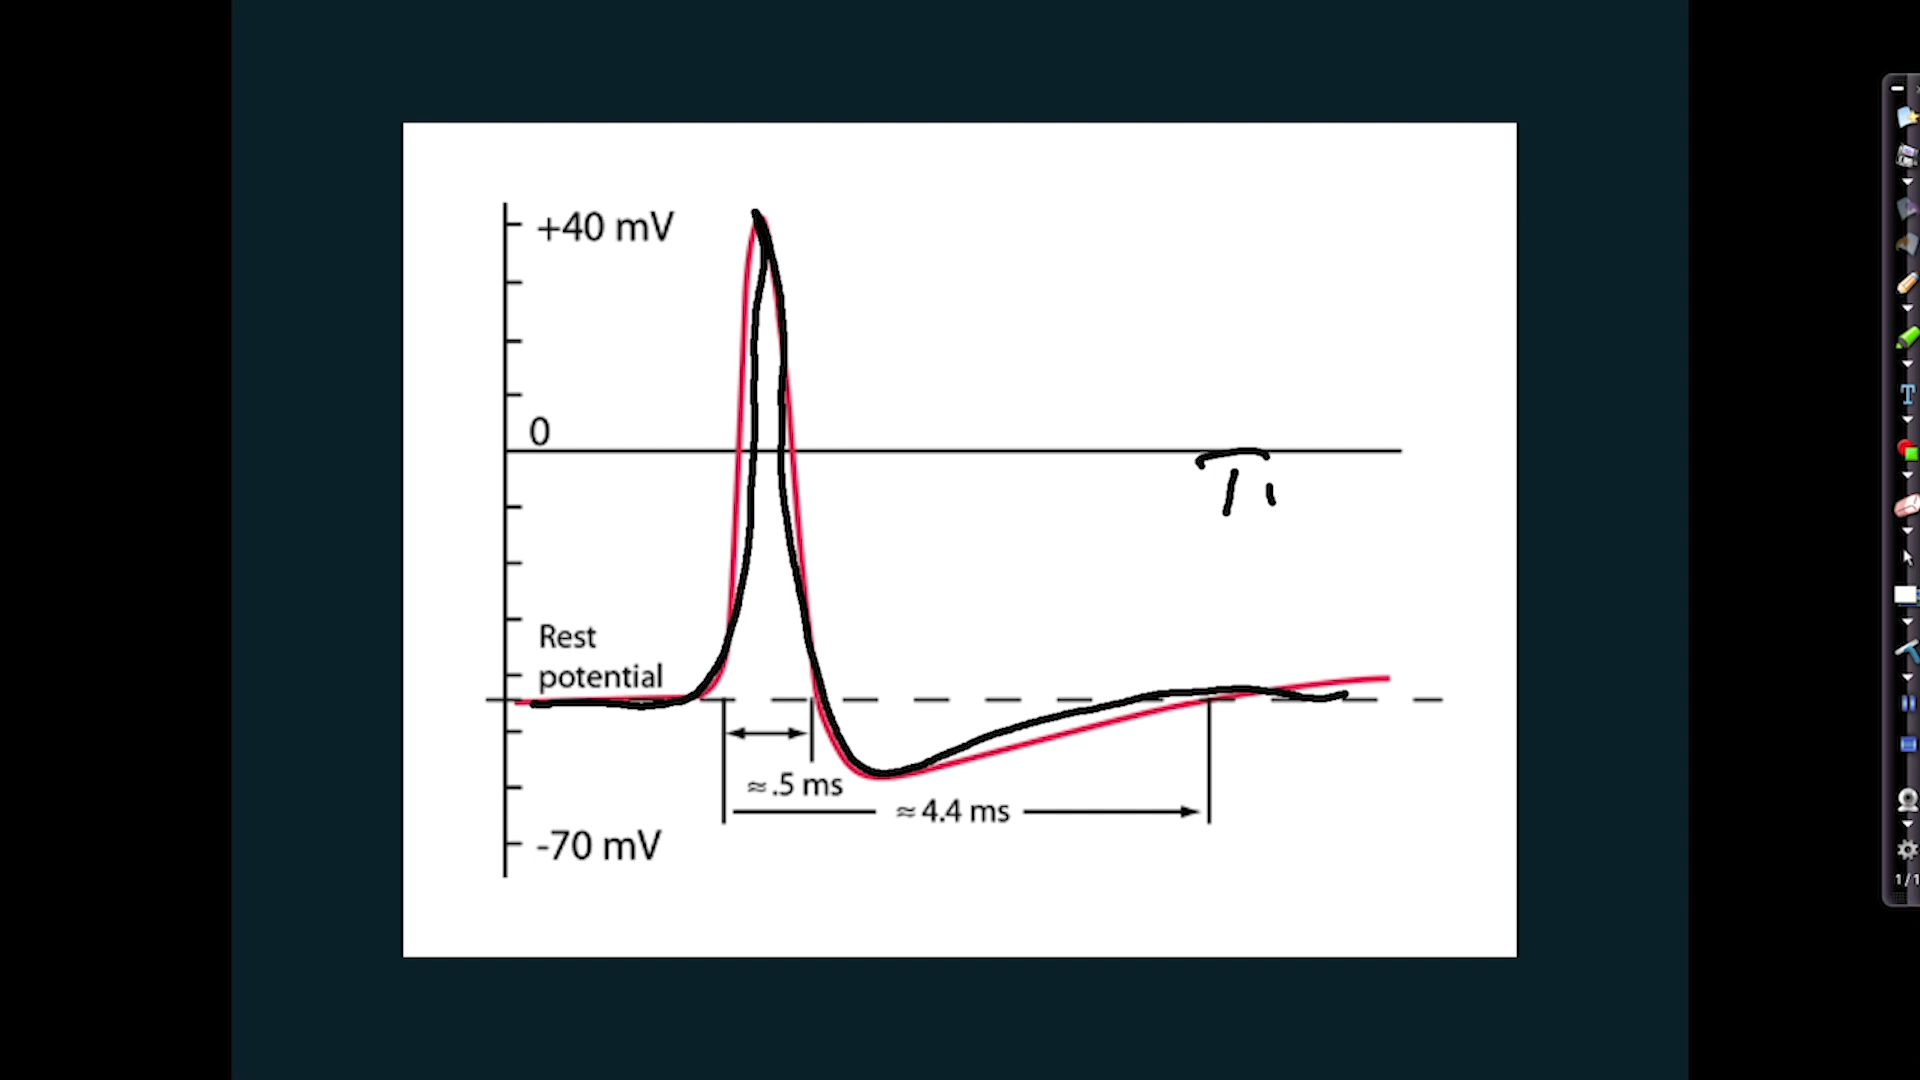 +40 mV
0
Rest
potential
≈ .5 ms
≈ 4.4 ms
-70 mV
1/1